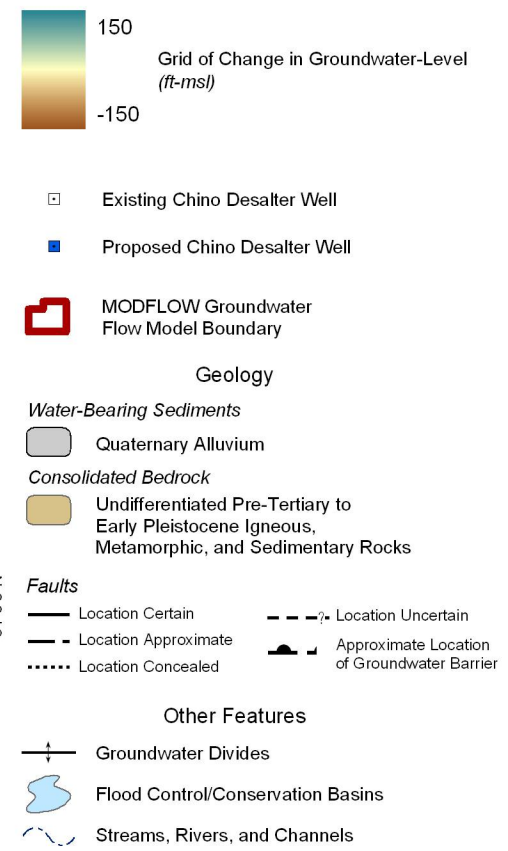 150
Grid of Change in Groundwater-Level
(ft-msl)
-150
Existing Chino Desalter Well
Proposed Chino Desalter Well
MODFLOW Groundwater
Flow Model Boundary
Geology
Water-Bearing Sediments
Quaternary Alluvium
Consolidated Bedrock
Undifferentiated Pre-Tertiary to
Early Pleistocene Igneous,
Metamorphic, and Sedimentary Rocks
Faults
Location Certain
Location Approximate
Location Concealed
? Location Uncertain
Approximate Location
of Groundwater Barrier
Other Features
Groundwater Divides
Flood Control/Conservation Basins
Streams, Rivers, and Channels